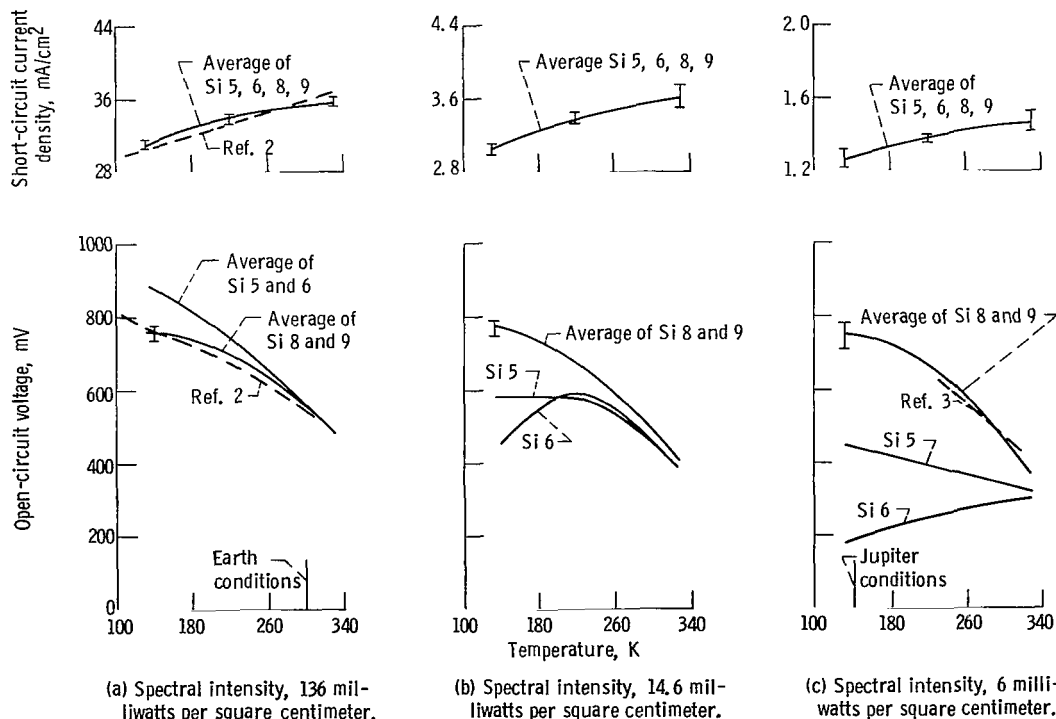 Short-circuit current
density, mA/cm2
44
36
28
Average of
Si 5, 6, 8, 9
Ref. 2
4.4
3.6
2.8
Average Si 5, 6, 8, 9
2.0
1.6
1.2
Average of
Si 5, 6, 8, 9
Open-circuit voltage, mV
1000
800
600
400
200
0
Average of
Si 5 and 6
Average of
Si 8 and 9
Ref. 2
Earth
conditions
100
180
260
340
Average of Si 8 and 9
Si 5
Si 6
100
180
260
340
Average of Si 8 and 9
Ref. 3
Si 5
Si 6
Jupiter
conditions
100
180
260
340
Temperature, K
(a) Spectral intensity, 136 mil-
liwatts per square centimeter.
(b) Spectral intensity, 14.6 mil-
liwatts per square centimeter.
(c) Spectral intensity, 6 milli-
watts per square centimeter.